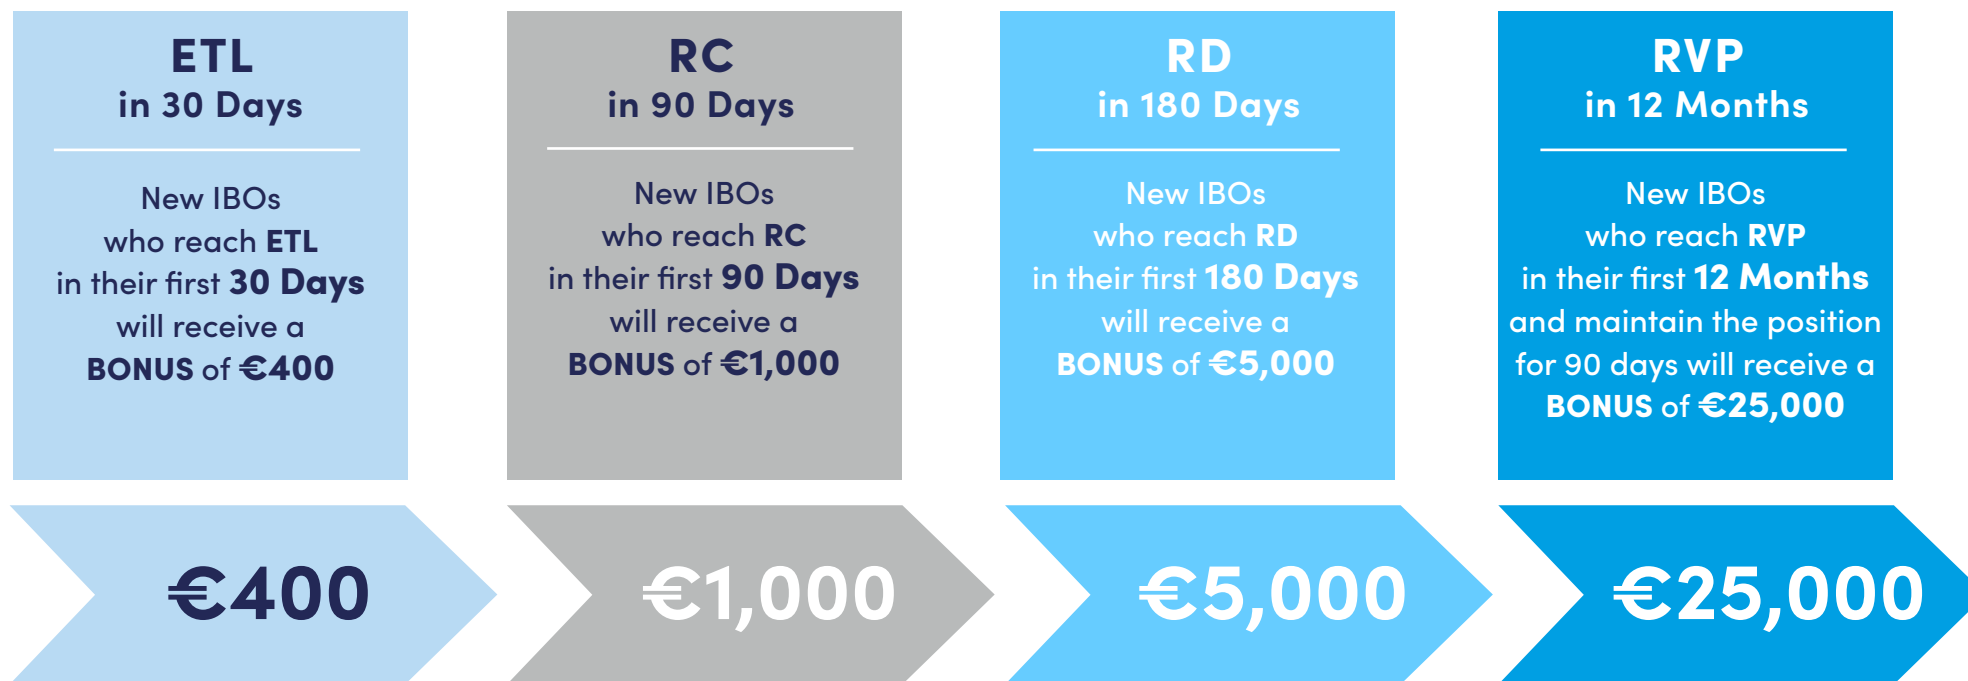 ETL
in 30 Days
New IBOs
who reach ETL
in their first 30 Days
will receive a
BONUS of €400
RC
in 90 Days
New IBOs
who reach RC
in their first 90 Days
will receive a
BONUS of €1,000
RD
in 180 Days
New IBOs
who reach RD
in their first 180 Days
will receive a
BONUS of €5,000
RVP
in 12 Months
New IBOs
who reach RVP
in their first 12 Months
and maintain the position
for 90 days will receive a
BONUS of €25,000
€400
€1,000
€5,000
€25,000